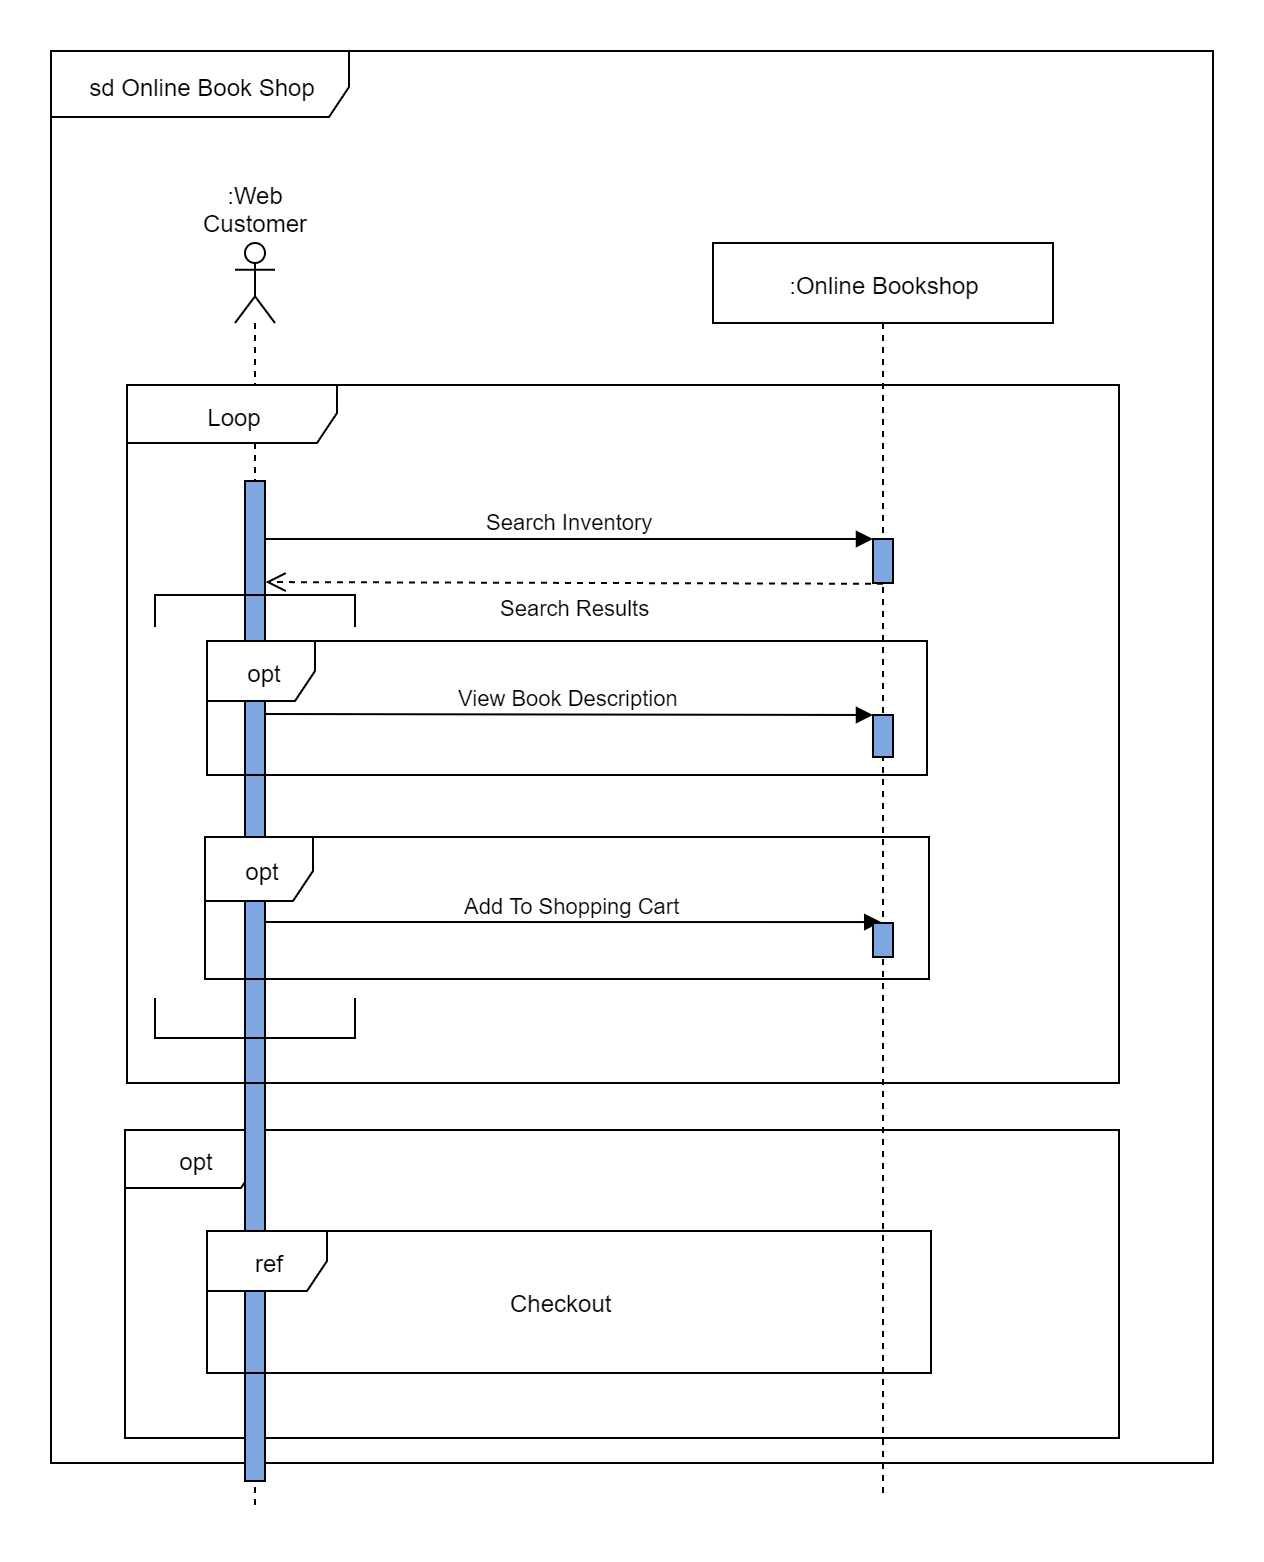 sd Online Book Shop
:Web
Customer
:Online Bookshop
Loop
Search Inventory
Search Results
opt
View Book Description
opt
Add To Shopping Cart
opt
ref
Checkout